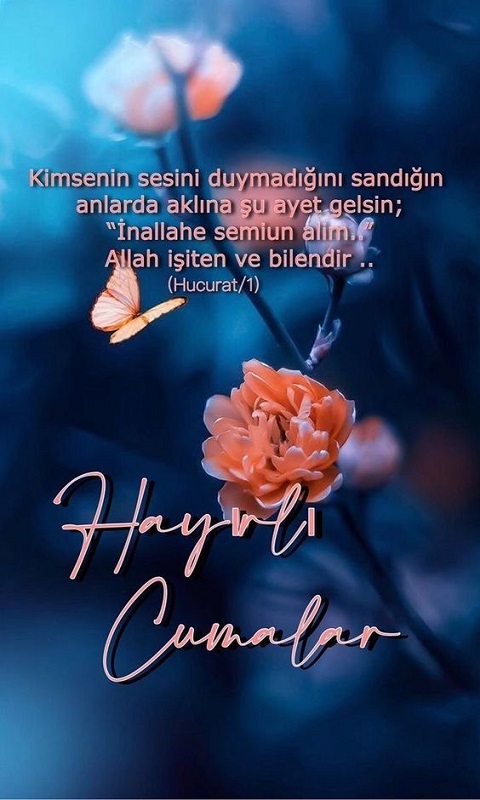 Kimsenin sesini duymadığını sandığın
anlarda aklına şu ayet gelsin;
“İnallahe semiun alim..”
Allah işiten ve bilendir ..
(Hucurat/1)
Hayırlı
Cumalar